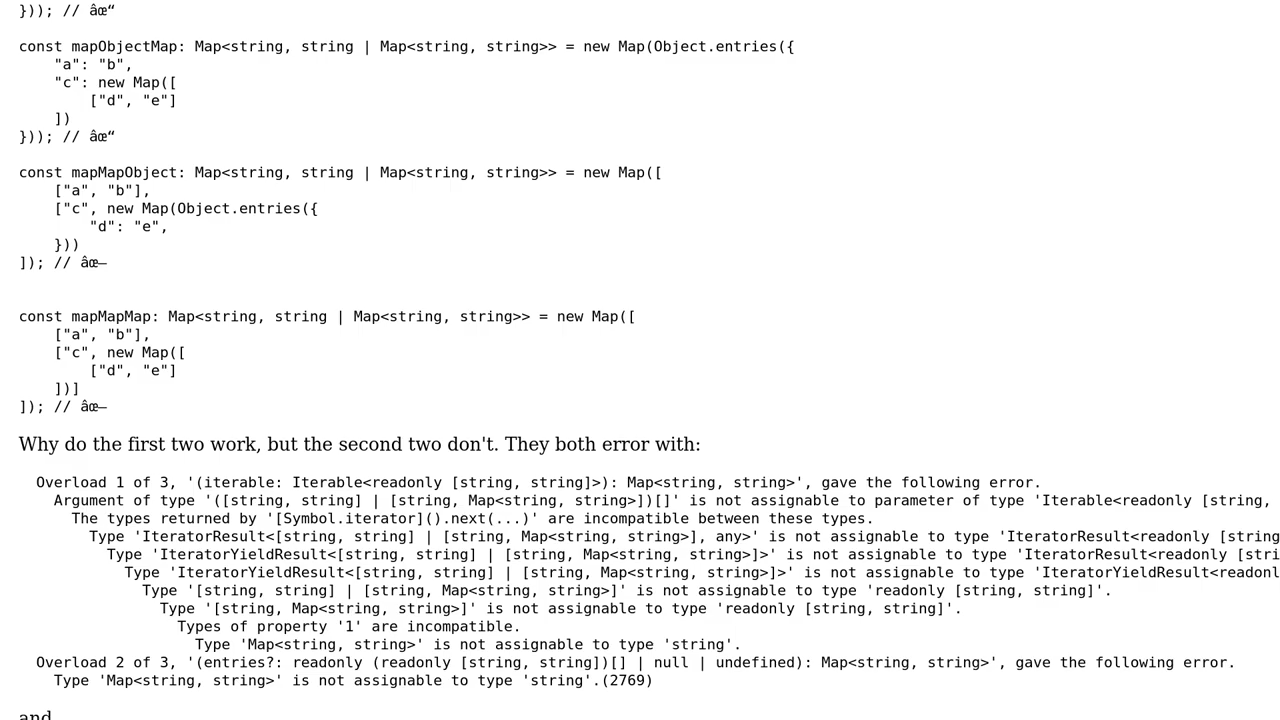 })); // âœ“
const mapObjectMap: Map<string, string | Map<string, string>> = new Map(Object.entries({
    "a": "b",
    "c": new Map([
        ["d", "e"]
    ])
})); // âœ“
const mapMapObject: Map<string, string | Map<string, string>> = new Map([
    ["a", "b"],
    ["c", new Map(Object.entries({
        "d": "e",
    }))
]); // âœ—
const mapMapMap: Map<string, string | Map<string, string>> = new Map([
    ["a", "b"],
    ["c", new Map([
        ["d", "e"]
    ])]
]); // âœ—
Why do the first two work, but the second two don't. They both error with:
  Overload 1 of 3, '(iterable: Iterable<readonly [string, string]>): Map<string, string>', gave the following error.
    Argument of type '([string, string] | [string, Map<string, string>])[]' is not assignable to parameter of type 'Iterable<readonly [string,
      The types returned by '[Symbol.iterator]().next(...)' are incompatible between these types.
        Type 'IteratorResult<[string, string] | [string, Map<string, string>], any>' is not assignable to type 'IteratorResult<readonly [string
          Type 'IteratorYieldResult<[string, string] | [string, Map<string, string>]>' is not assignable to type 'IteratorResult<readonly [stri
            Type 'IteratorYieldResult<[string, string] | [string, Map<string, string>]>' is not assignable to type 'IteratorYieldResult<readonl
              Type '[string, string] | [string, Map<string, string>]' is not assignable to type 'readonly [string, string]'.
                Type '[string, Map<string, string>]' is not assignable to type 'readonly [string, string]'.
                  Types of property '1' are incompatible.
                    Type 'Map<string, string>' is not assignable to type 'string'.
  Overload 2 of 3, '(entries?: readonly (readonly [string, string])[] | null | undefined): Map<string, string>', gave the following error.
    Type 'Map<string, string>' is not assignable to type 'string'.(2769)
and